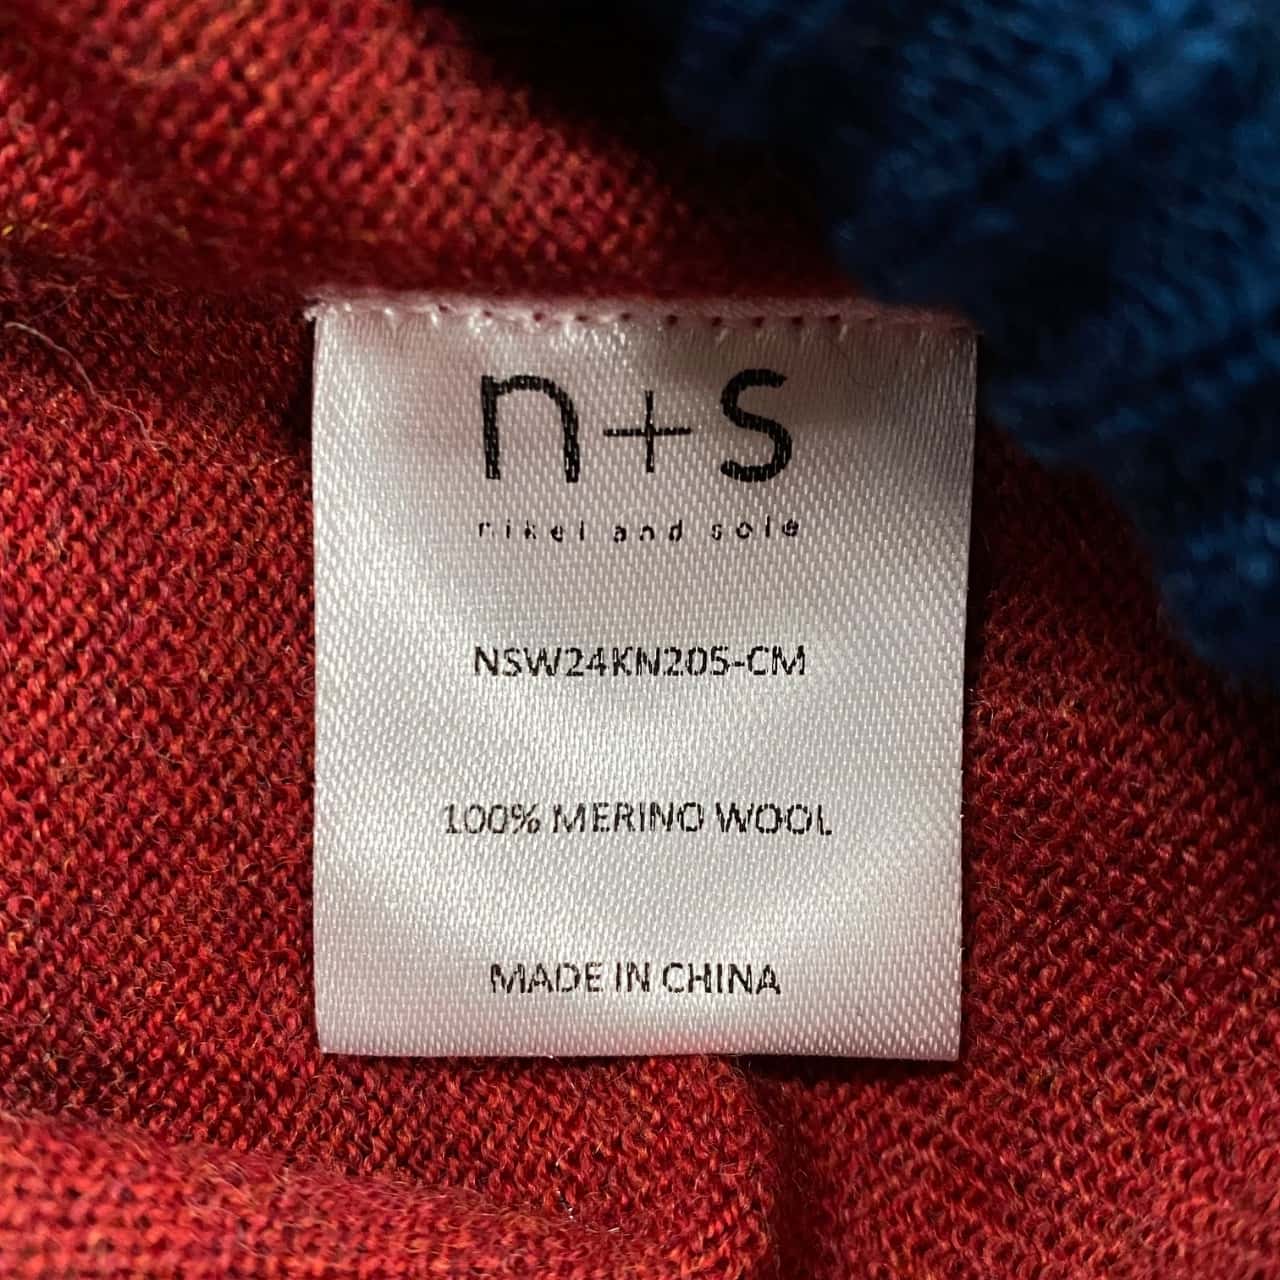 n+s
nikel and sole
NSW24KN205-CM
100% MERINO WOOL
MADE IN CHINA